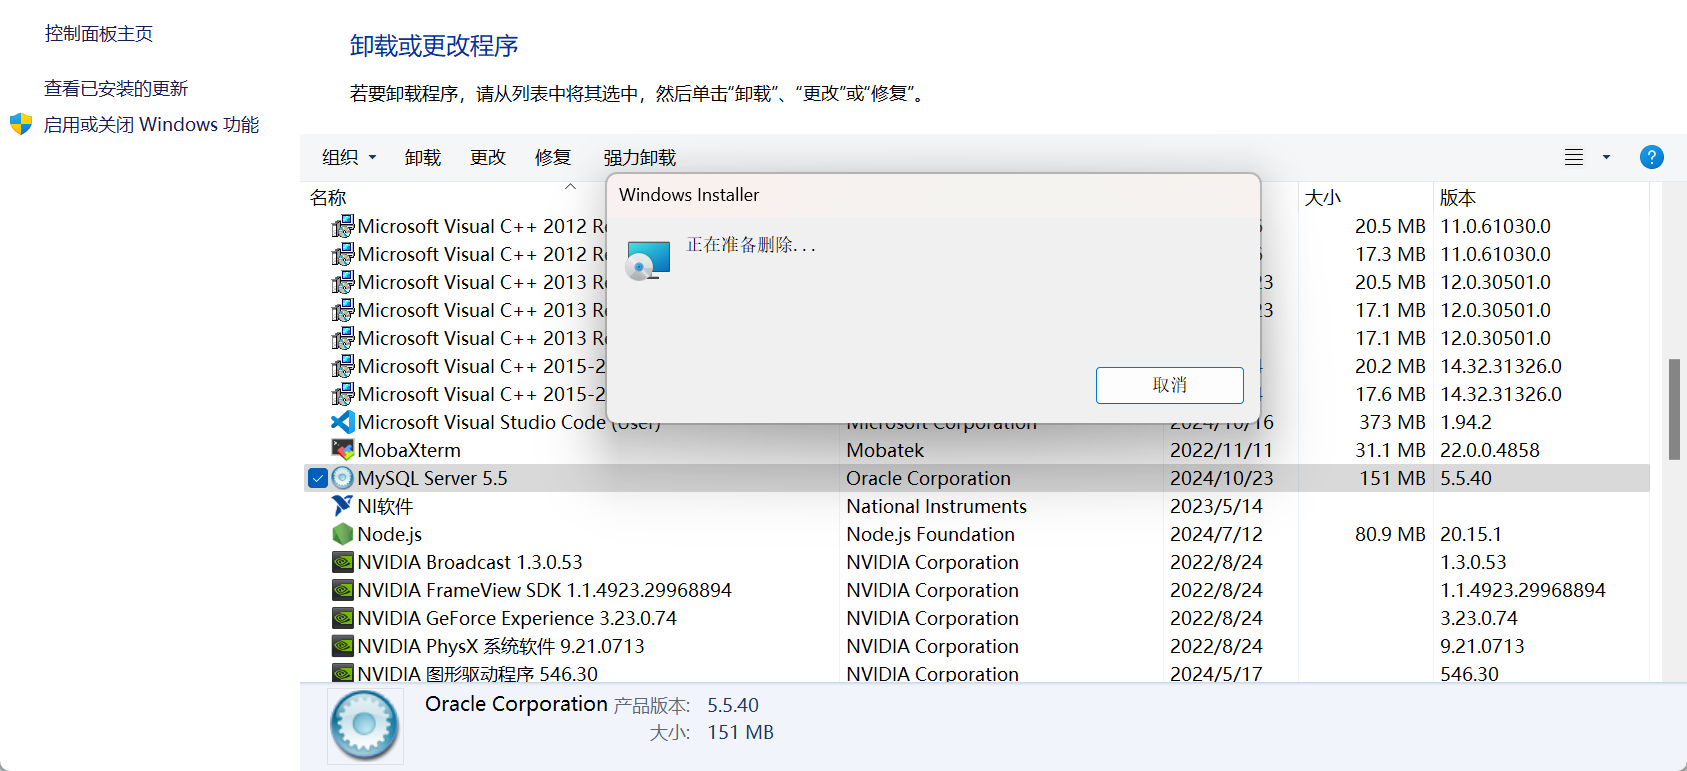 控制面板主页
查看已安装的更新
启用或关闭 Windows 功能
卸载或更改程序
若要卸载程序，请从列表中将其选中，然后单击“卸载”、“更改”或“修复”。
组织 卸载 更改 修复 强力卸载
名称 大小 版本
Windows Installer
正在准备删除...
取消
Microsoft Visual C++ 2012 20.5 MB 11.0.61030.0
Microsoft Visual C++ 2012 17.3 MB 11.0.61030.0
Microsoft Visual C++ 2013 20.5 MB 12.0.30501.0
Microsoft Visual C++ 2013 17.1 MB 12.0.30501.0
Microsoft Visual C++ 2013 17.1 MB 12.0.30501.0
Microsoft Visual C++ 2015-2 20.2 MB 14.32.31326.0
Microsoft Visual C++ 2015-2 17.6 MB 14.32.31326.0
Microsoft Visual Studio Code (User) Microsoft Corporation 2024/10/16 373 MB 1.94.2
MobaXterm Mobatek 2022/11/11 31.1 MB 22.0.0.4858
MySQL Server 5.5 Oracle Corporation 2024/10/23 151 MB 5.5.40
NI软件 National Instruments 2023/5/14
Node.js Node.js Foundation 2024/7/12 80.9 MB 20.15.1
NVIDIA Broadcast 1.3.0.53 NVIDIA Corporation 2022/8/24 1.3.0.53
NVIDIA FrameView SDK 1.1.4923.29968894 NVIDIA Corporation 2022/8/24 1.1.4923.29968894
NVIDIA GeForce Experience 3.23.0.74 NVIDIA Corporation 2022/8/24 3.23.0.74
NVIDIA PhysX 系统软件 9.21.0713 NVIDIA Corporation 2022/8/24 9.21.0713
NVIDIA 图形驱动程序 546.30 NVIDIA Corporation 2024/5/17 546.30
Oracle Corporation 产品版本: 5.5.40
大小: 151 MB